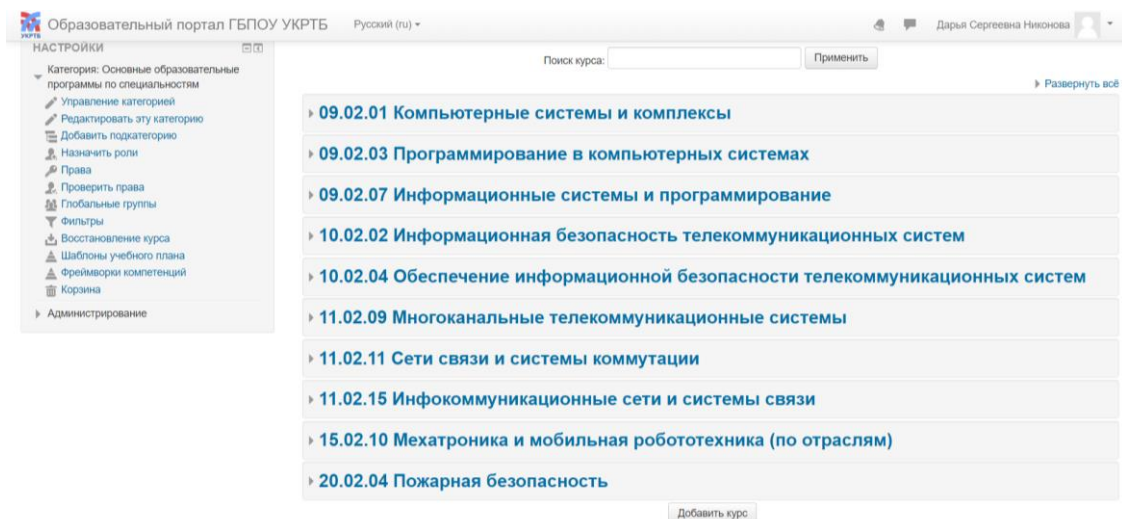 УКРТБ
Образовательный портал ГБПОУ УКРТБ
Русский (ru)
Дарья Сергеевна Никонова
НАСТРОЙКИ
Категория: Основные образовательные
программы по специальностям
Управление категорией
Редактировать эту категорию
Добавить подкатегорию
Назначить роли
Права
Проверить права
Глобальные группы
Фильтры
Восстановление курса
Шаблоны учебного плана
Фреймворки компетенций
Корзина
Администрирование
Поиск курса:
Применить
Развернуть всё
09.02.01 Компьютерные системы и комплексы
09.02.03 Программирование в компьютерных системах
09.02.07 Информационные системы и программирование
10.02.02 Информационная безопасность телекоммуникационных систем
10.02.04 Обеспечение информационной безопасности телекоммуникационных систем
11.02.09 Многоканальные телекоммуникационные системы
11.02.11 Сети связи и системы коммутации
11.02.15 Инфокоммуникационные сети и системы связи
15.02.10 Мехатроника и мобильная робототехника (по отраслям)
20.02.04 Пожарная безопасность
Добавить курс